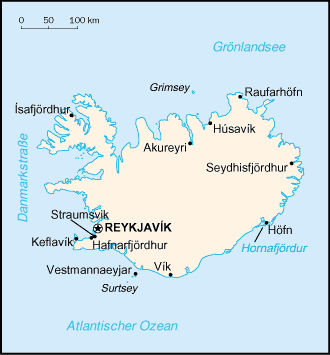 0 50 100 km
Grönlandsee
Grimsey
Raufarhöfn
Ísafjördhur
Húsavík
Akureyri
Danmarkstraße
Seydhisfjördhur
Straumsvik
REYKJAVÍK
Keflavík
Hafnarfjördhur
Höfn
Hornafjördur
Vestmannaeyjar
Vík
Surtsey
Atlantischer Ozean